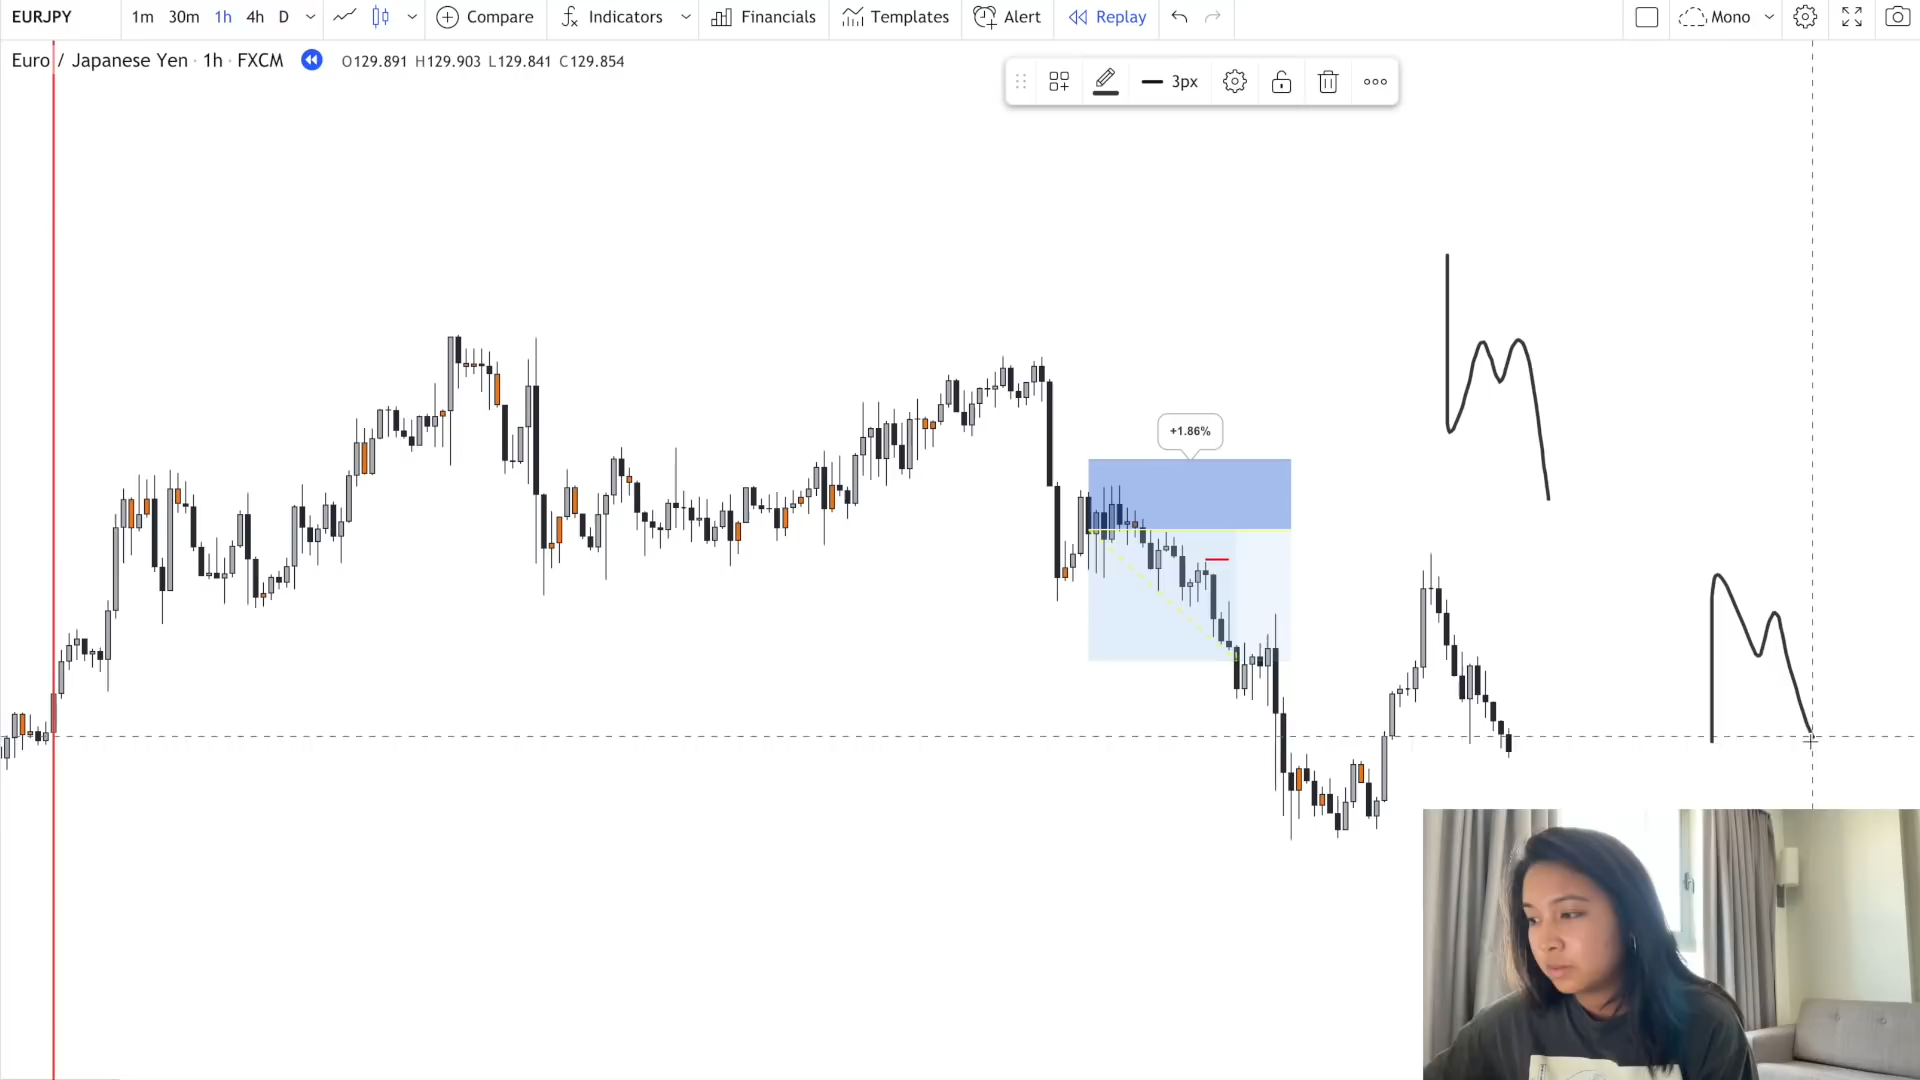 EURJPY 1m 30m 1h 4h D Compare Indicators Financials Templates Alert Replay Mono
Euro / Japanese Yen · 1h · FXCM O129.891 H129.903 L129.841 C129.854
3px
+1.86%